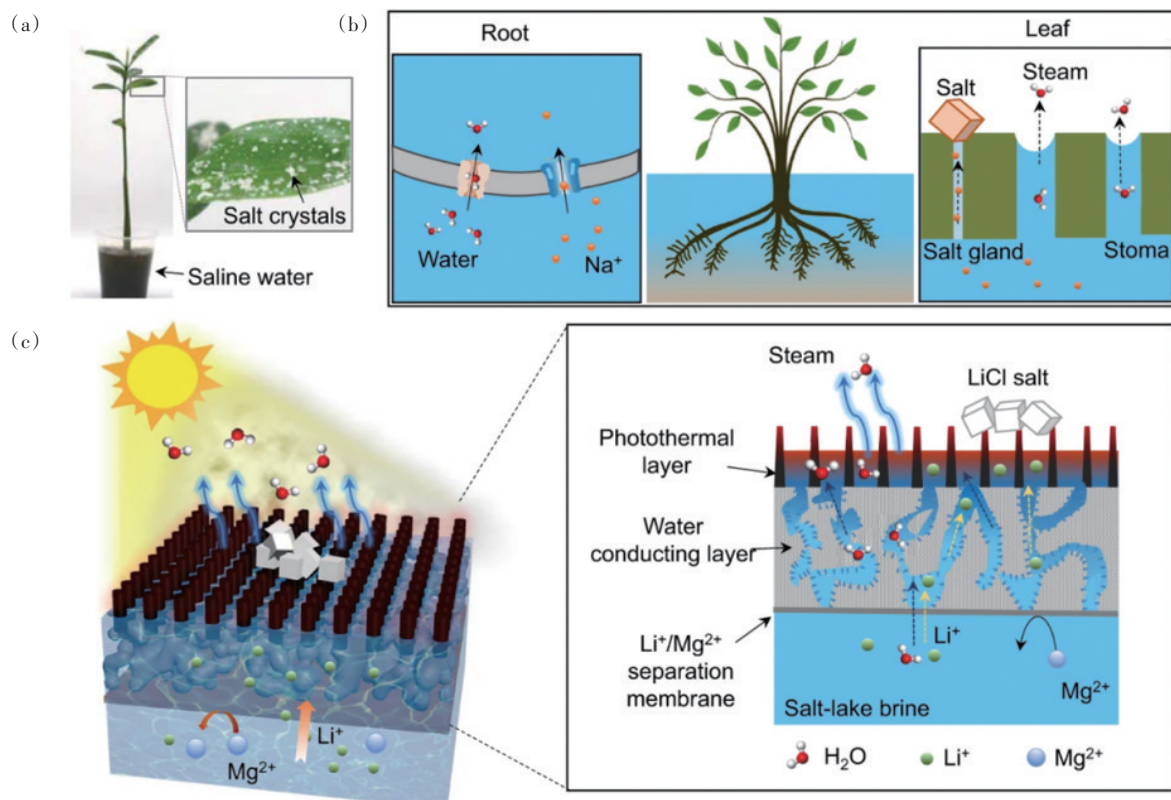 (a)
Salt crystals
Saline water
(b)
Root
Water
Na⁺
Leaf
Salt
Steam
Salt gland
Stoma
(c)
Li⁺
Mg²⁺
Steam
LiCl salt
Photothermal
layer
Water
conducting layer
Li⁺/Mg²⁺
separation
membrane
Li⁺
Mg²⁺
Salt-lake brine
H₂O
Li⁺
Mg²⁺